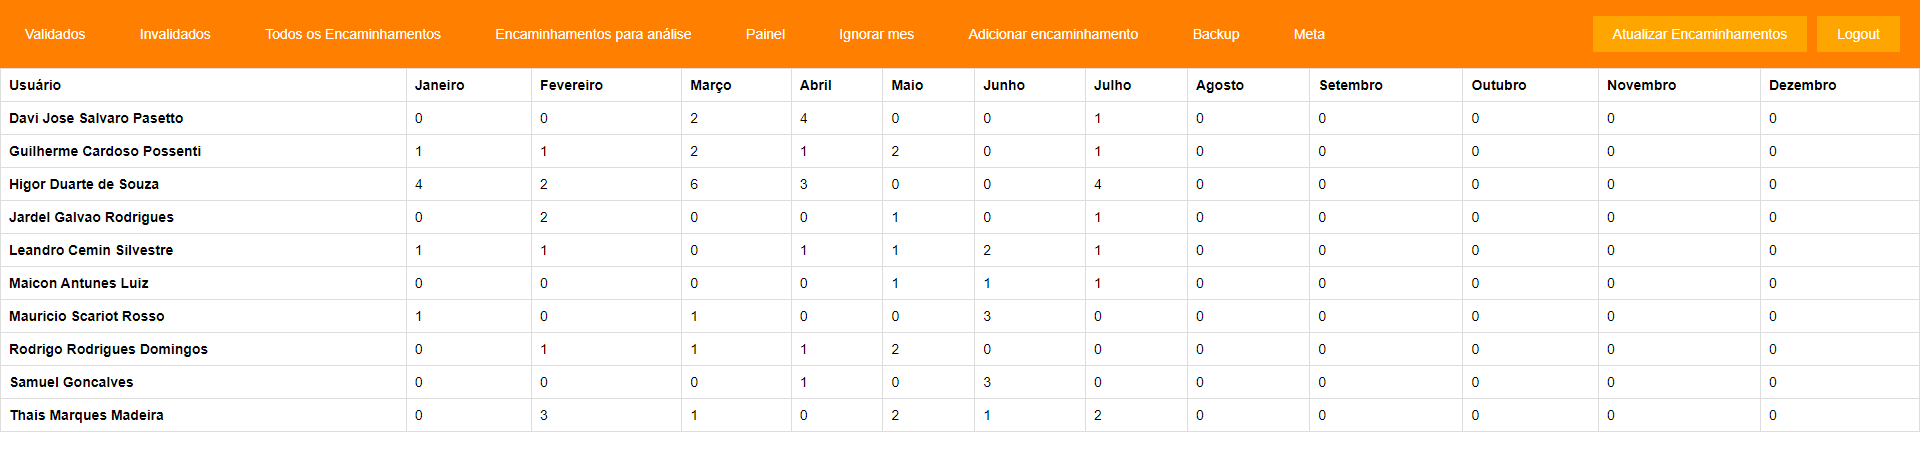 Validados Invalidados Todos os Encaminhamentos Encaminhamentos para análise Painel Ignorar mes Adicionar encaminhamento Backup Meta Atualizar Encaminhamentos Logout
Usuário Janeiro Fevereiro Março Abril Maio Junho Julho Agosto Setembro Outubro Novembro Dezembro
Davi Jose Salvaro Pasetto 0 0 2 4 0 0 1 0 0 0 0 0
Guilherme Cardoso Possenti 1 1 2 1 2 0 1 0 0 0 0 0
Higor Duarte de Souza 4 2 6 3 0 0 4 0 0 0 0 0
Jardel Galvao Rodrigues 0 2 0 0 1 0 1 0 0 0 0 0
Leandro Cemin Silvestre 1 1 0 1 1 2 1 0 0 0 0 0
Maicon Antunes Luiz 0 0 0 0 1 1 1 0 0 0 0 0
Mauricio Scariot Rosso 1 0 1 0 0 3 0 0 0 0 0 0
Rodrigo Rodrigues Domingos 0 1 1 1 2 0 0 0 0 0 0 0
Samuel Goncalves 0 0 0 1 0 3 0 0 0 0 0 0
Thais Marques Madeira 0 3 1 0 2 1 2 0 0 0 0 0